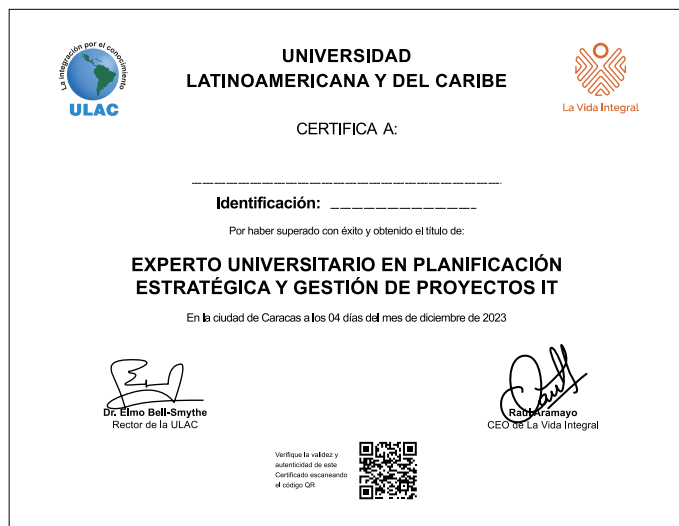 La integración por el conocimiento
ULAC
UNIVERSIDAD
LATINOAMERICANA Y DEL CARIBE
La Vida Integral
CERTIFICA A:
Identificación:
Por haber superado con éxito y obtenido el título de:
EXPERTO UNIVERSITARIO EN PLANIFICACIÓN
ESTRATÉGICA Y GESTIÓN DE PROYECTOS IT
En la ciudad de Caracas a los 04 días del mes de diciembre de 2023
Dr. Elmo Bell-Smythe
Rector de la ULAC
Raúl Aramayo
CEO de La Vida Integral
Verifique la validez y
autenticidad de este
Certificado escaneando
el código QR